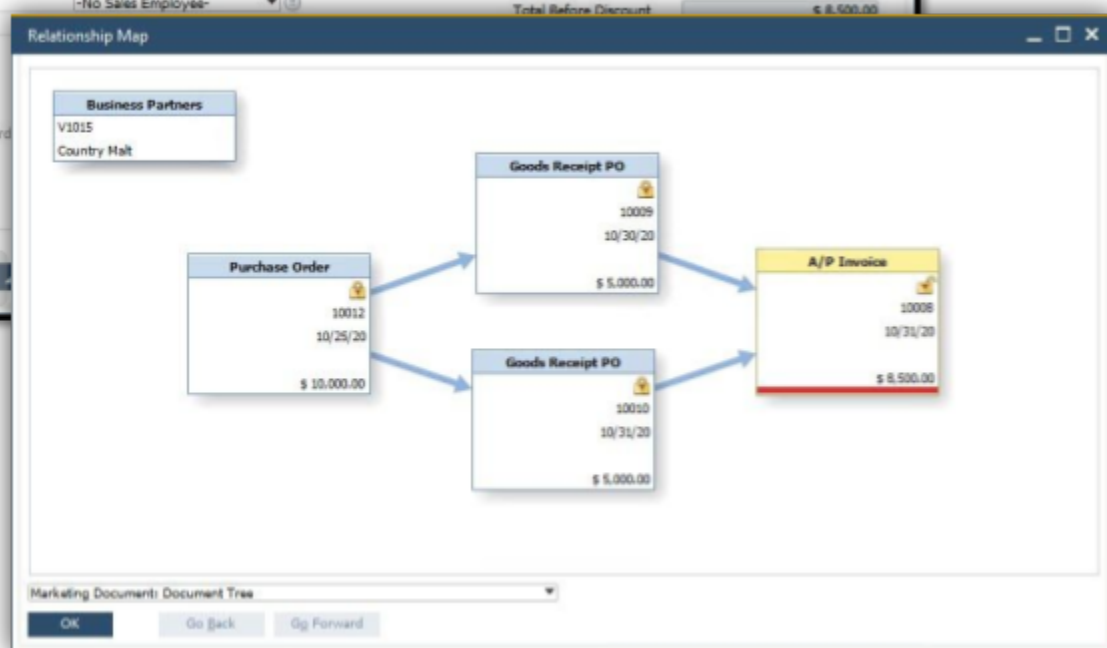 -No Sales Employee-
Total Before Discount
$ 8,500.00
Relationship Map
Business Partners
V1015
Country Malt
Goods Receipt PO
10009
10/30/20
$ 5,000.00
Purchase Order
10012
10/25/20
$ 10,000.00
A/P Invoice
10008
10/31/20
$ 8,500.00
Goods Receipt PO
10010
10/31/20
$ 5,000.00
Marketing Document: Document Tree
OK
Go Back
Go Forward